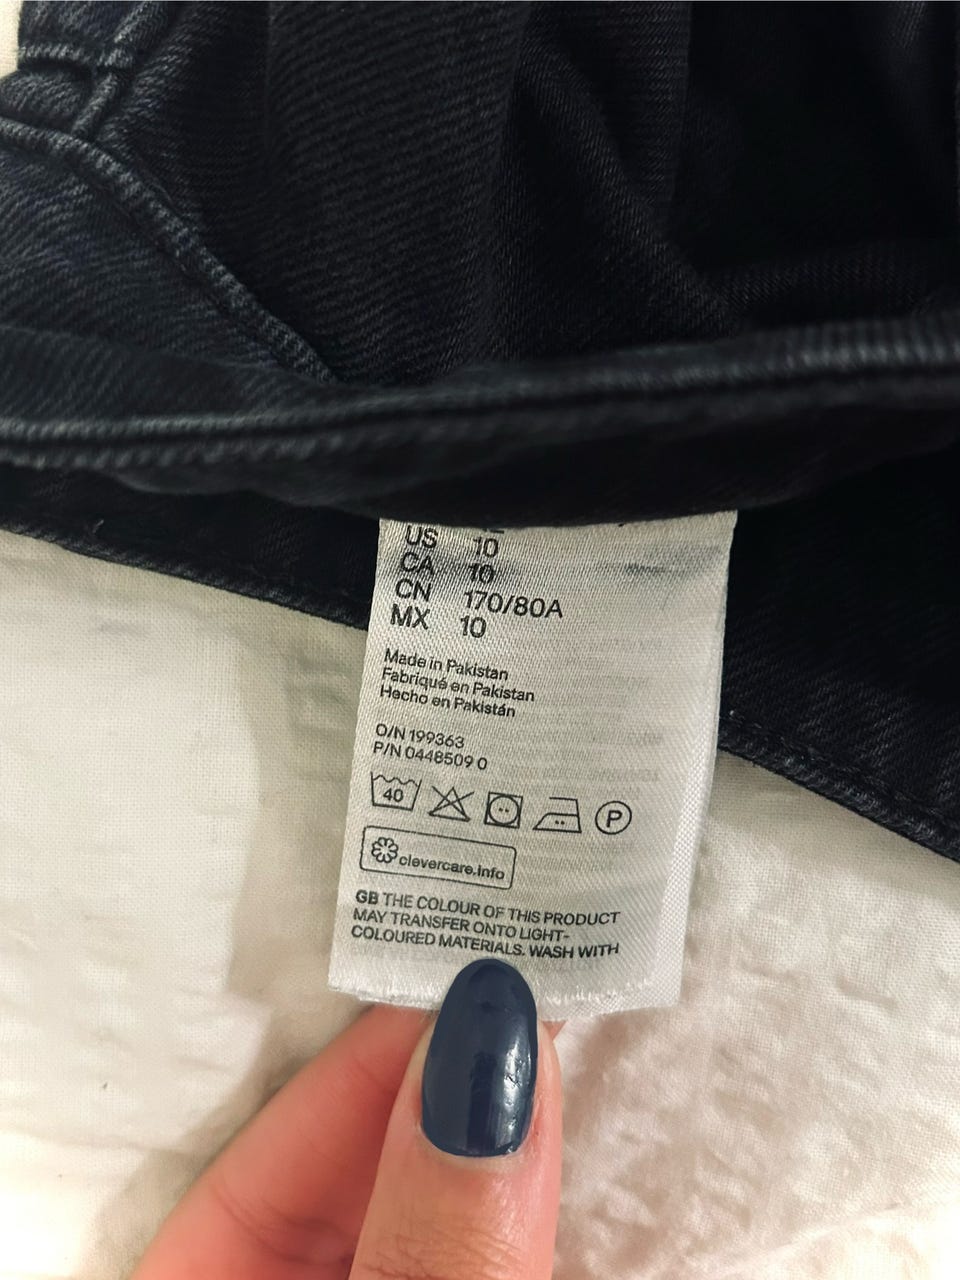 US 10
CA 10
CN 170/80A
MX 10
Made in Pakistan
Fabriqué en Pakistan
Hecho en Pakistán
O/N 199363
P/N 0448509 0
40 P
clevercare.info
GB THE COLOUR OF THIS PRODUCT
MAY TRANSFER ONTO LIGHT-
COLOURED MATERIALS. WASH WITH